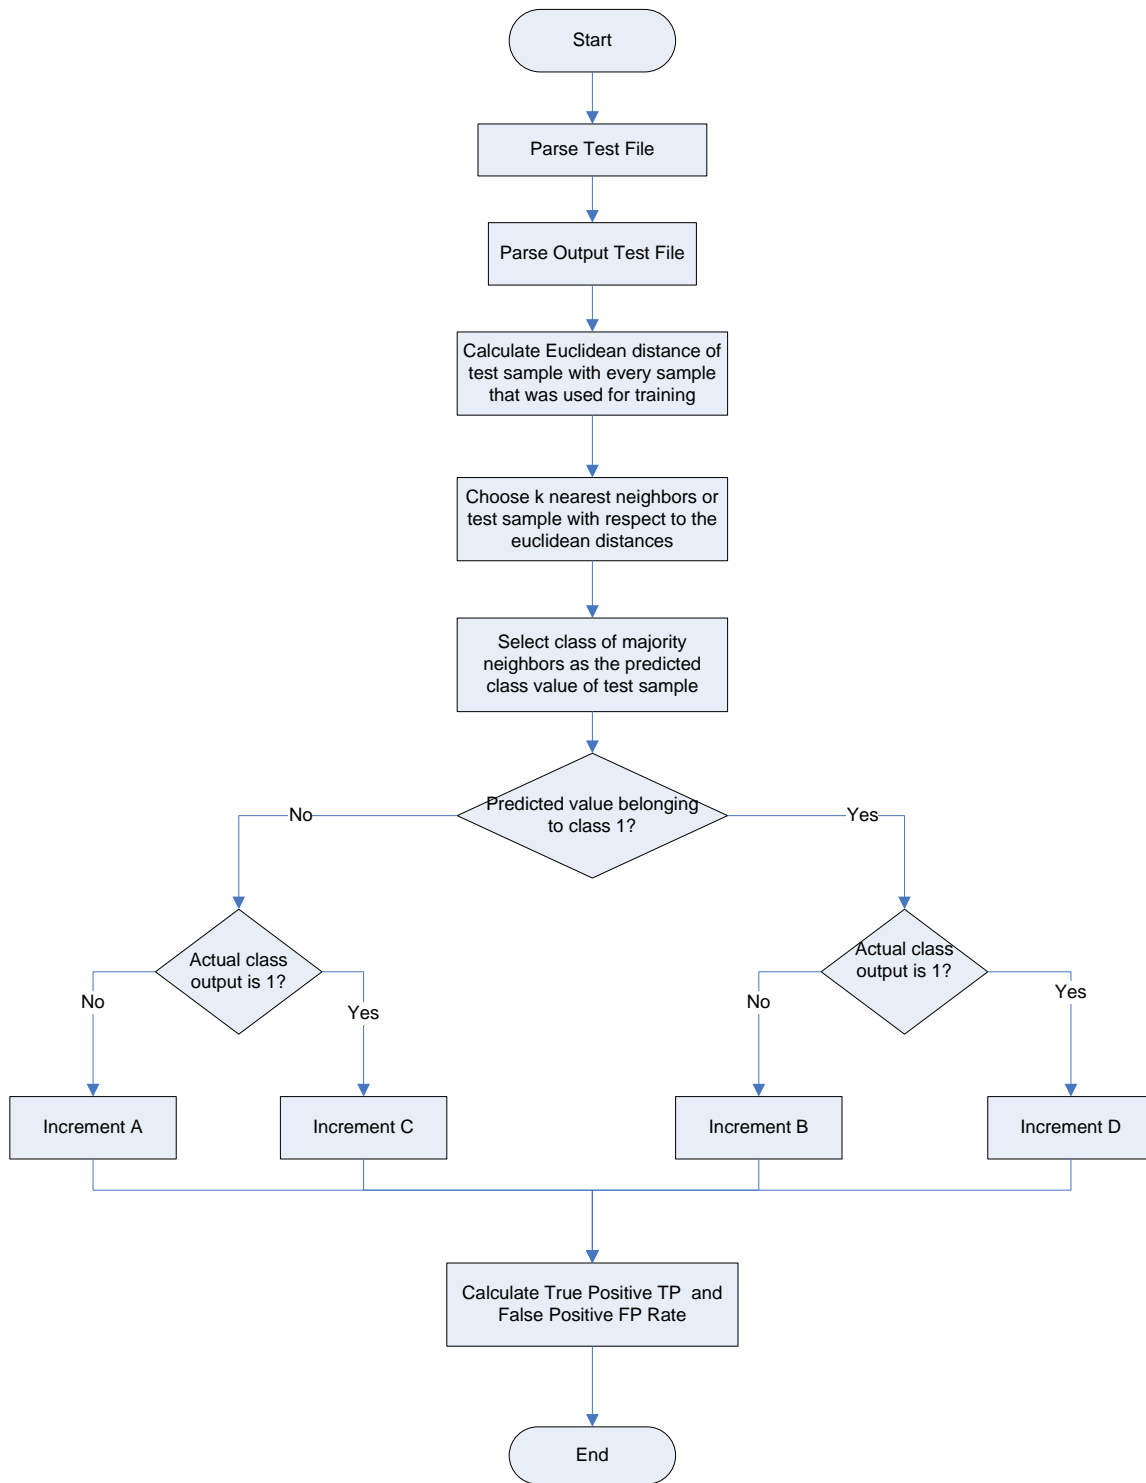 Start
Parse Test File
Parse Output Test File
Calculate Euclidean distance of
test sample with every sample
that was used for training
Choose k nearest neighbors or
test sample with respect to the
euclidean distances
Select class of majority
neighbors as the predicted
class value of test sample
Predicted value belonging
to class 1?
No
Yes
Actual class
output is 1?
Actual class
output is 1?
No
Yes
No
Yes
Increment A
Increment C
Increment B
Increment D
Calculate True Positive TP and
False Positive FP Rate
End